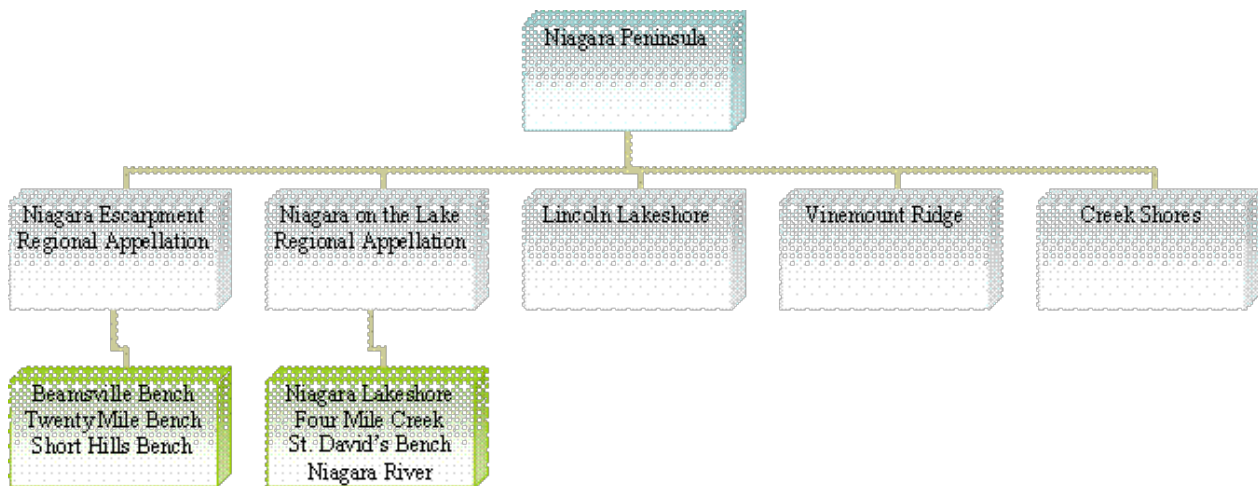 Niagara Peninsula
Niagara Escarpment
Regional Appellation
Niagara on the Lake
Regional Appellation
Lincoln Lakeshore
Vinemount Ridge
Creek Shores
Beamsville Bench
Twenty Mile Bench
Short Hills Bench
Niagara Lakeshore
Four Mile Creek
St. David's Bench
Niagara River